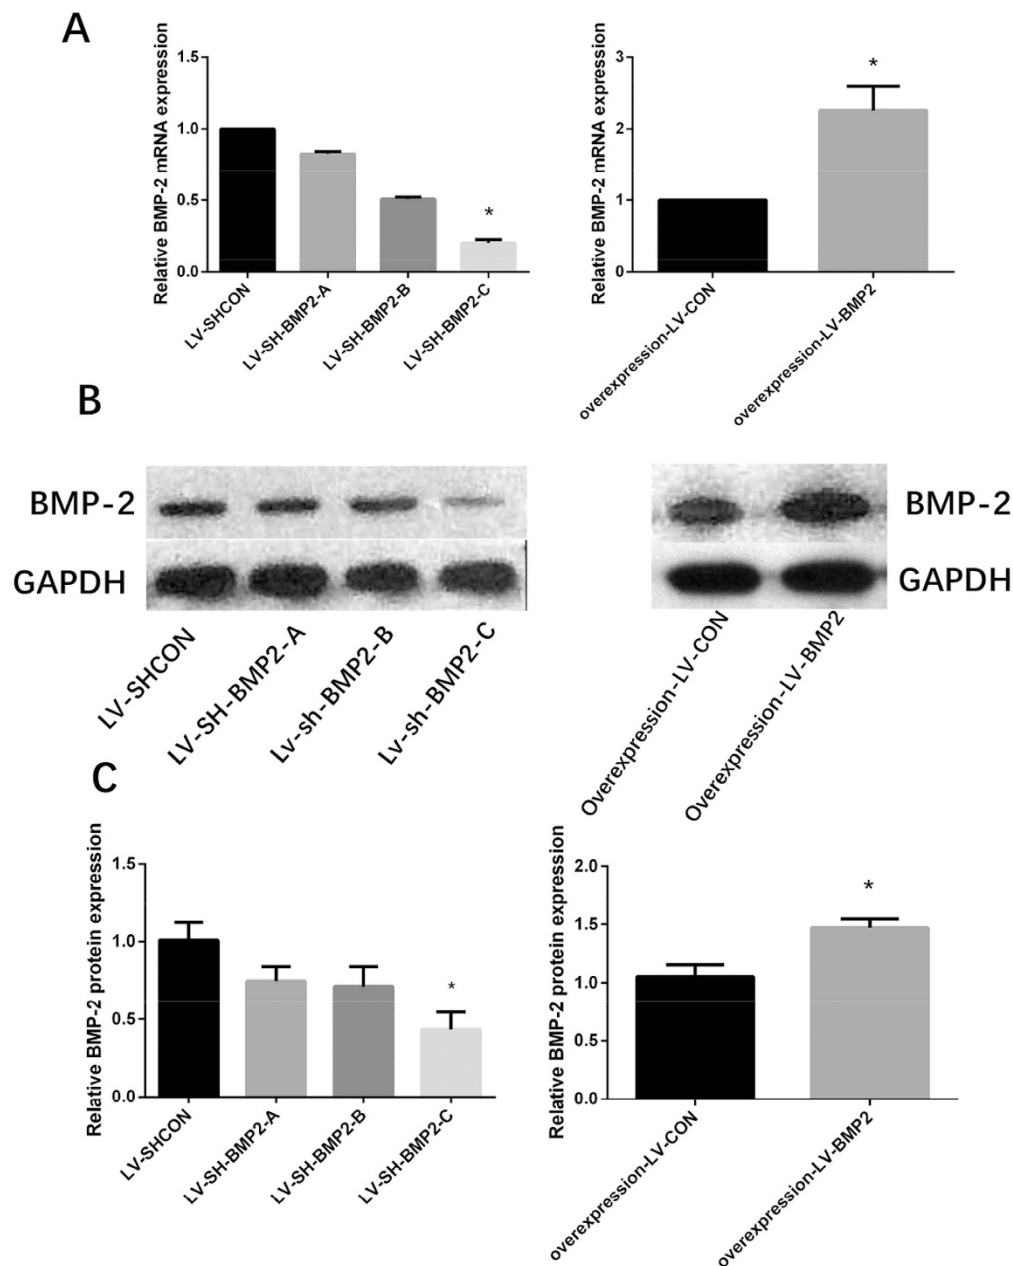 A
Relative BMP-2 mRNA expression
1.5
1.0
0.5
0.0
*
LV-SHCON
LV-SH-BMP2-A
LV-SH-BMP2-B
LV-SH-BMP2-C
Relative BMP-2 mRNA expression
3
2
1
0
*
overexpression-LV-CON
overexpression-LV-BMP2
B
BMP-2
GAPDH
LV-SHCON
LV-SH-BMP2-A
Lv-sh-BMP2-B
Lv-sh-BMP2-C
BMP-2
GAPDH
Overexpression-LV-CON
Overexpression-LV-BMP2
C
Relative BMP-2 protein expression
1.5
1.0
0.5
0.0
*
LV-SHCON
LV-SH-BMP2-A
LV-SH-BMP2-B
LV-SH-BMP2-C
Relative BMP-2 protein expression
2.0
1.5
1.0
0.5
0.0
*
overexpression-LV-CON
overexpression-LV-BMP2